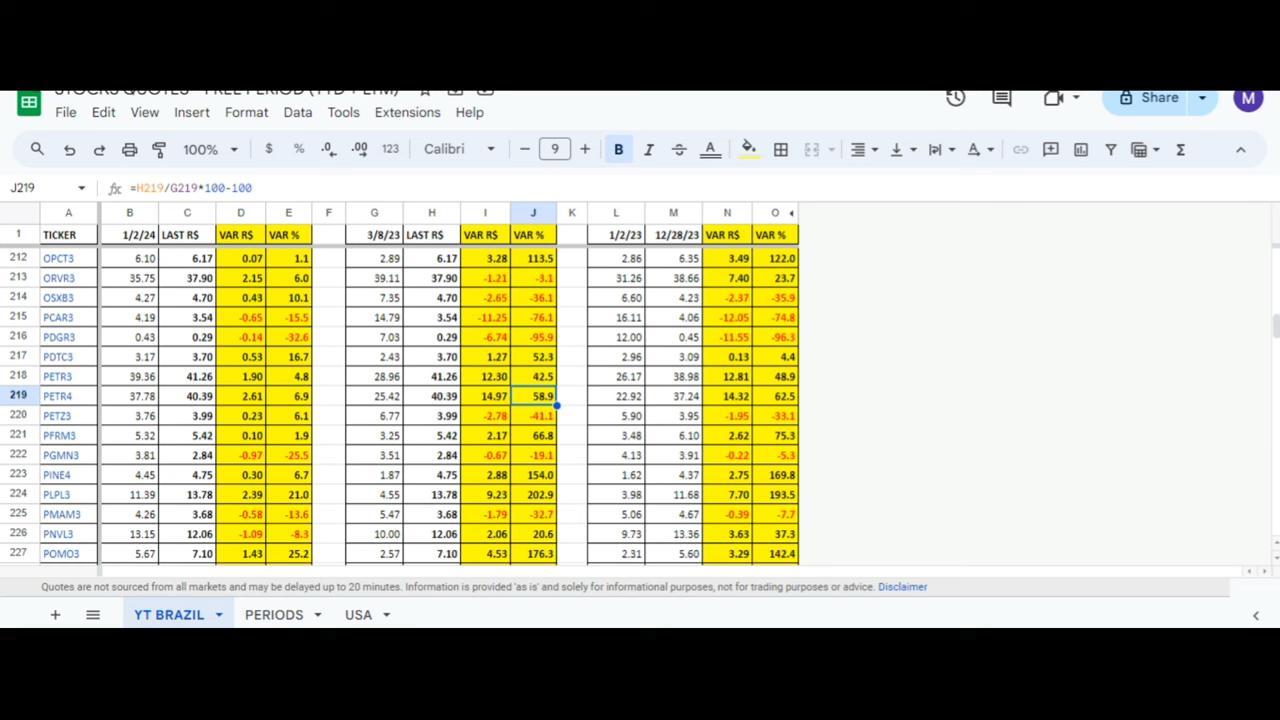 STOCKS QUOTES - FREE PERIOD (YTD + LTM)
File Edit View Insert Format Data Tools Extensions Help
Share M
100% $ % .0 .00 123 Calibri 9 B I A Σ
J219 fx =H219/G219*100-100
A B C D E F G H I J K L M N O
1 TICKER 1/2/24 LAST R$ VAR R$ VAR % 3/8/23 LAST R$ VAR R$ VAR % 1/2/23 12/28/23 VAR R$ VAR %
212 OPCT3 6.10 6.17 0.07 1.1 2.89 6.17 3.28 113.5 2.86 6.35 3.49 122.0
213 ORVR3 35.75 37.90 2.15 6.0 39.11 37.90 -1.21 -3.1 31.26 38.66 7.40 23.7
214 OSXB3 4.27 4.70 0.43 10.1 7.35 4.70 -2.65 -36.1 6.60 4.23 -2.37 -35.9
215 PCAR3 4.19 3.54 -0.65 -15.5 14.79 3.54 -11.25 -76.1 16.11 4.06 -12.05 -74.8
216 PDGR3 0.43 0.29 -0.14 -32.6 7.03 0.29 -6.74 -95.9 12.00 0.45 -11.55 -96.3
217 PDTC3 3.17 3.70 0.53 16.7 2.43 3.70 1.27 52.3 2.96 3.09 0.13 4.4
218 PETR3 39.36 41.26 1.90 4.8 28.96 41.26 12.30 42.5 26.17 38.98 12.81 48.9
219 PETR4 37.78 40.39 2.61 6.9 25.42 40.39 14.97 58.9 22.92 37.24 14.32 62.5
220 PETZ3 3.76 3.99 0.23 6.1 6.77 3.99 -2.78 -41.1 5.90 3.95 -1.95 -33.1
221 PFRM3 5.32 5.42 0.10 1.9 3.25 5.42 2.17 66.8 3.48 6.10 2.62 75.3
222 PGMN3 3.81 2.84 -0.97 -25.5 3.51 2.84 -0.67 -19.1 4.13 3.91 -0.22 -5.3
223 PINE4 4.45 4.75 0.30 6.7 1.87 4.75 2.88 154.0 1.62 4.37 2.75 169.8
224 PLPL3 11.39 13.78 2.39 21.0 4.55 13.78 9.23 202.9 3.98 11.68 7.70 193.5
225 PMAM3 4.26 3.68 -0.58 -13.6 5.47 3.68 -1.79 -32.7 5.06 4.67 -0.39 -7.7
226 PNVL3 13.15 12.06 -1.09 -8.3 10.00 12.06 2.06 20.6 9.73 13.36 3.63 37.3
227 POMO3 5.67 7.10 1.43 25.2 2.57 7.10 4.53 176.3 2.31 5.60 3.29 142.4
Quotes are not sourced from all markets and may be delayed up to 20 minutes. Information is provided 'as is' and solely for informational purposes, not for trading purposes or advice. Disclaimer
YT BRAZIL PERIODS USA